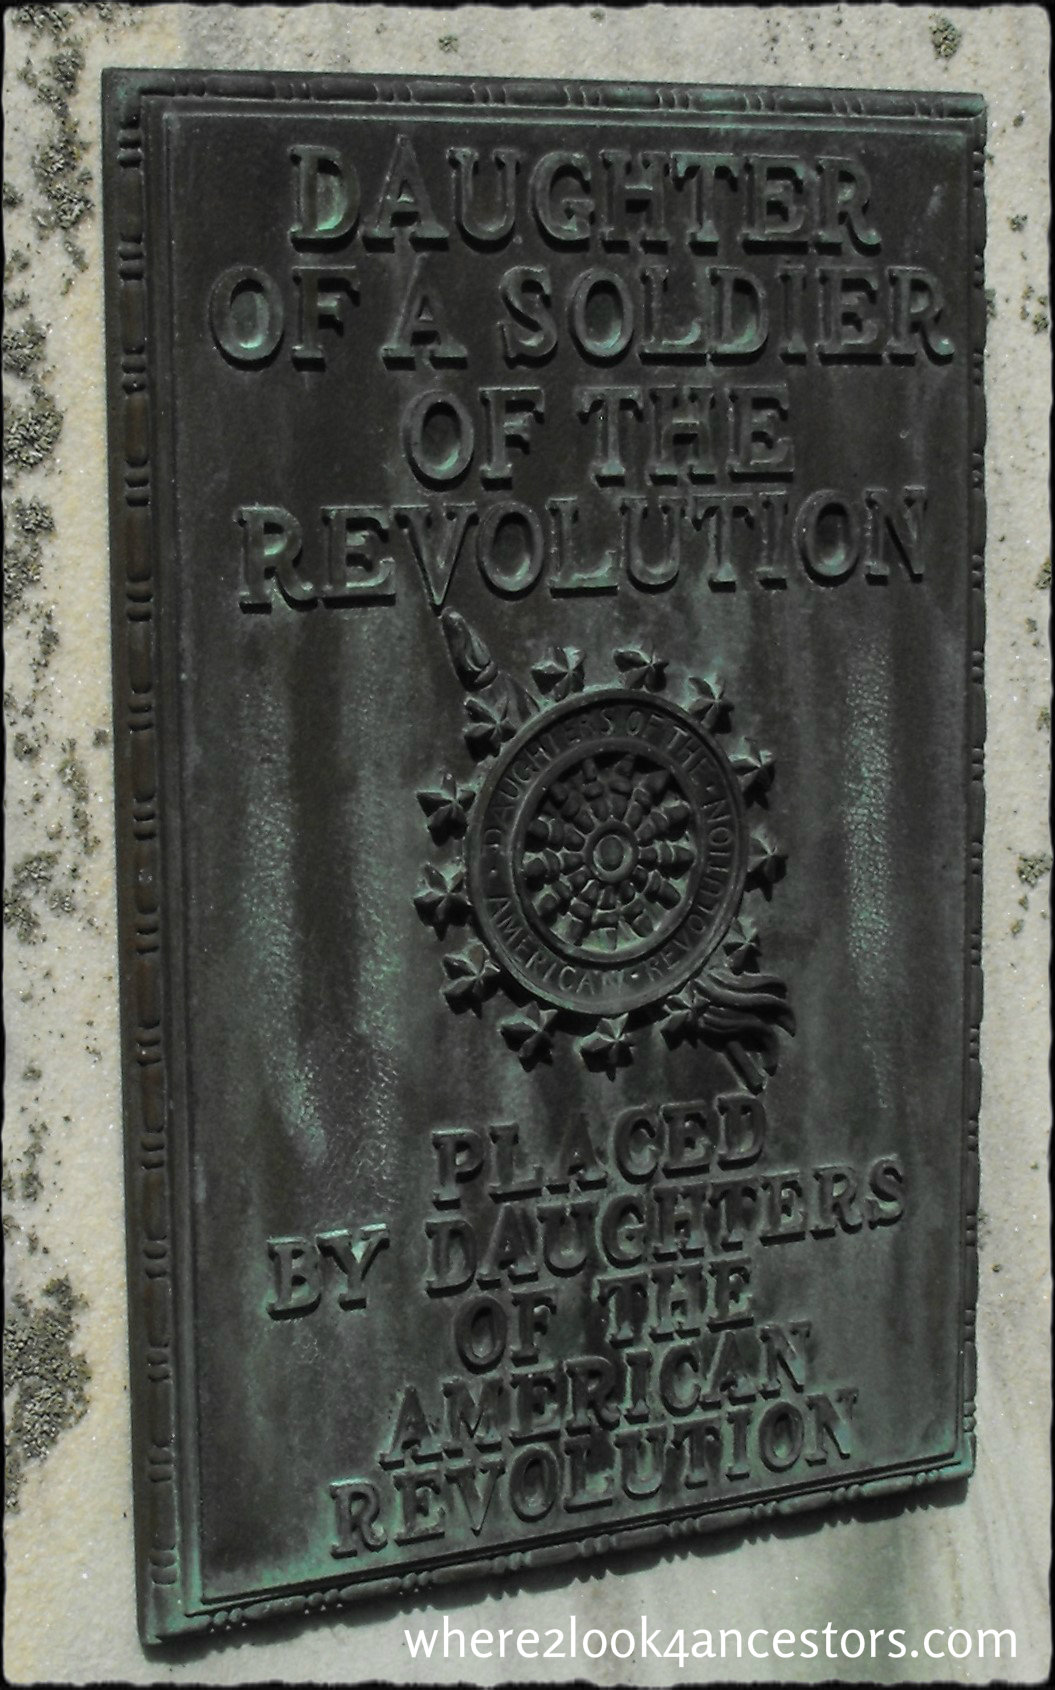 DAUGHTER
OF A SOLDIER
OF THE
REVOLUTION
DAUGHTERS OF THE
AMERICAN · REVOLUTION
PLACED
BY DAUGHTERS
OF THE
AMERICAN
REVOLUTION
where2look4ancestors.com